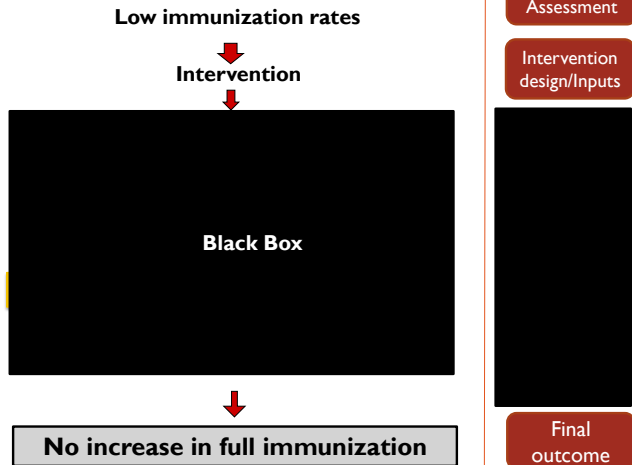 Low immunization rates
Intervention
Black Box
No increase in full immunization
Assessment
Intervention
design/Inputs
Final
outcome